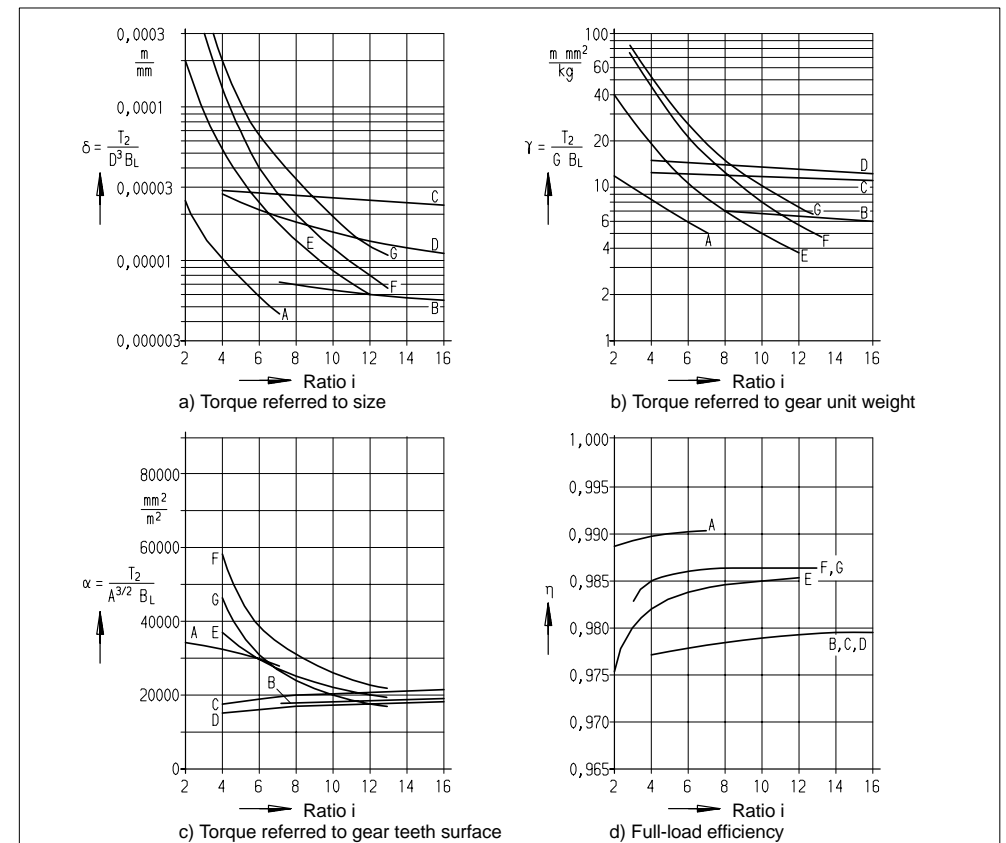 0,0003
m
mm
0,0001
δ = T₂
D³ B_L
0,00003
0,00001
0,000003
A
B
C
D
E
F
G
2 4 6 8 10 12 14 16
Ratio i
a) Torque referred to size
100
m mm²
kg
60
40
20
γ = T₂
G B_L
10
6
4
2
1
D
C
B
G
F
E
A
2 4 6 8 10 12 14 16
Ratio i
b) Torque referred to gear unit weight
80000
mm²
m²
60000
α = T₂
A^3/2 B_L
40000
20000
0
F
G
A E
B
C
D
2 4 6 8 10 12 14 16
Ratio i
c) Torque referred to gear teeth surface
1,000
0,995
0,990
0,985
η
0,980
0,975
0,970
0,965
A
F,G
E
B,C,D
2 4 6 8 10 12 14 16
Ratio i
d) Full-load efficiency